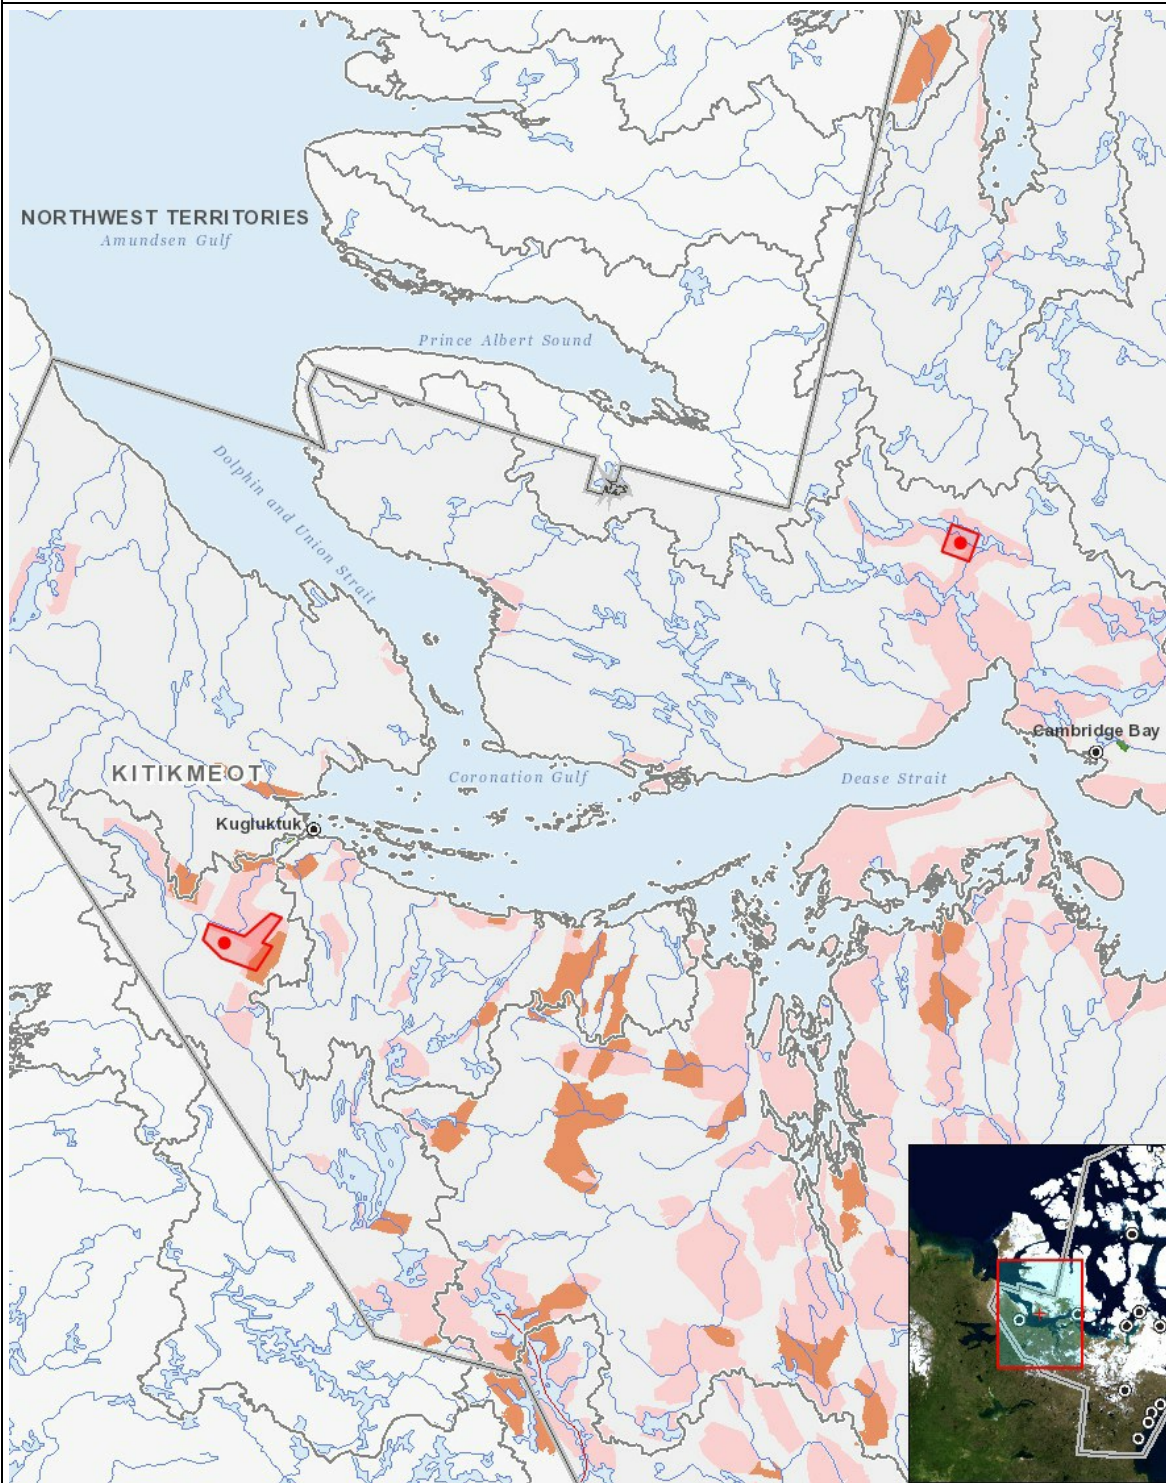 NORTHWEST TERRITORIES
Amundsen Gulf
Prince Albert Sound
Dolphin and Union Strait
Cambridge Bay
KITIKMEOT
Coronation Gulf
Dease Strait
Kugluktuk